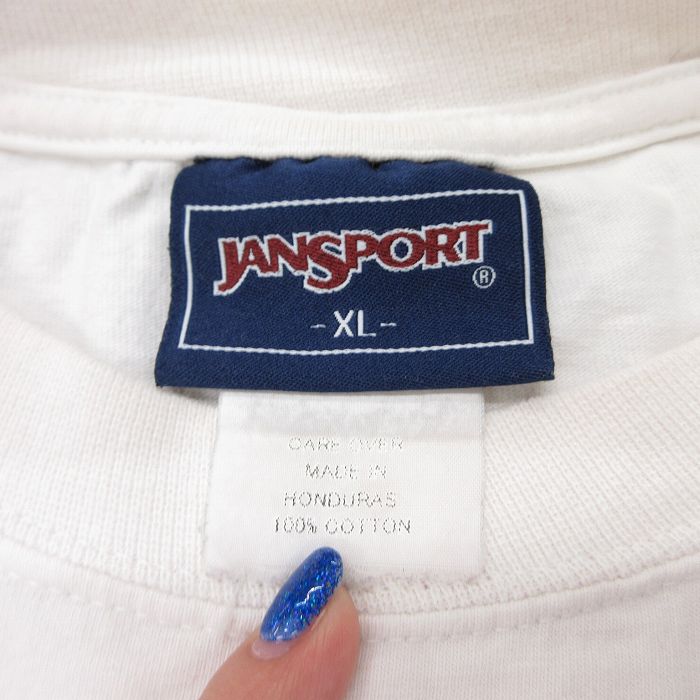 JANSPORT
®
-XL-
CARE OVER
MADE IN
HONDURAS
100% COTTON